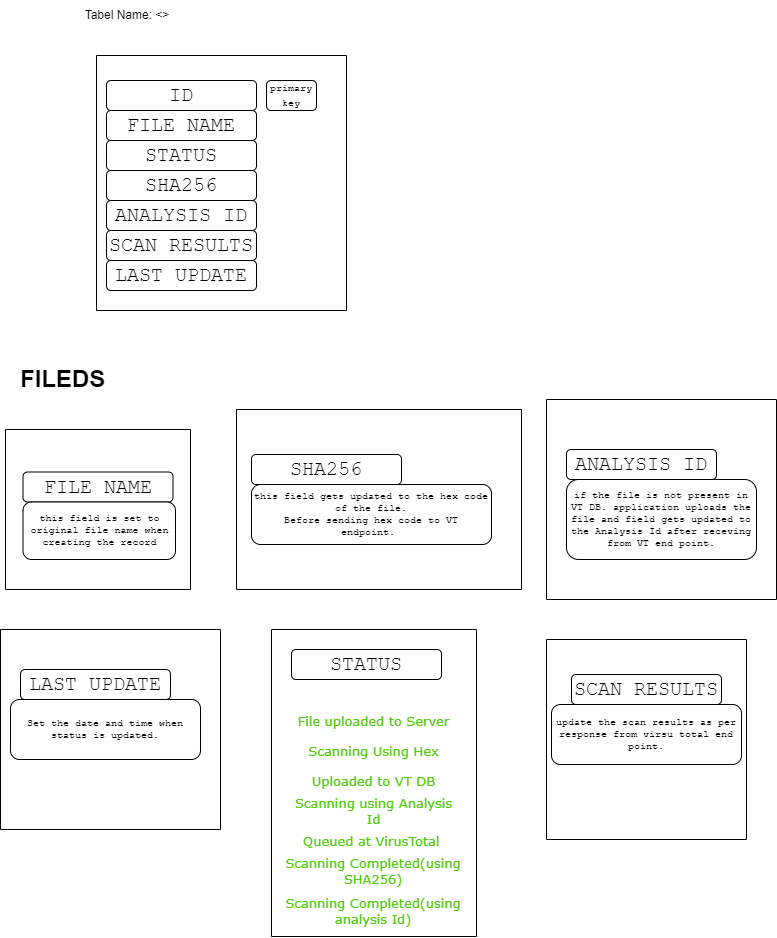 Tabel Name: <>
ID
primary
key
FILE NAME
STATUS
SHA256
ANALYSIS ID
SCAN RESULTS
LAST UPDATE
FILEDS
FILE NAME
this field is set to
original file name when
creating the record
SHA256
this field gets updated to the hex code
of the file.
Before sending hex code to VT
endpoint.
ANALYSIS ID
if the file is not present in
VT DB. application uploads the
file and field gets updated to
the Analysis Id after receving
from VT end point.
LAST UPDATE
Set the date and time when
status is updated.
STATUS
File uploaded to Server
Scanning Using Hex
Uploaded to VT DB
Scanning using Analysis
Id
Queued at VirusTotal
Scanning Completed(using
SHA256)
Scanning Completed(using
analysis Id)
SCAN RESULTS
update the scan results as per
response from virsu total end
point.